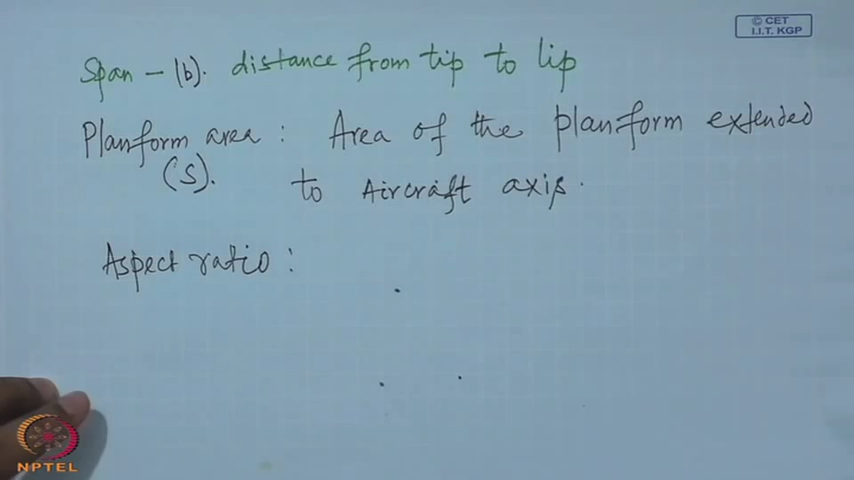 © CET
I.I.T. KGP
Span - (b). distance from tip to lip
Planform area : Area of the planform extended
(S). to Aircraft axis.
Aspect ratio :
NPTEL